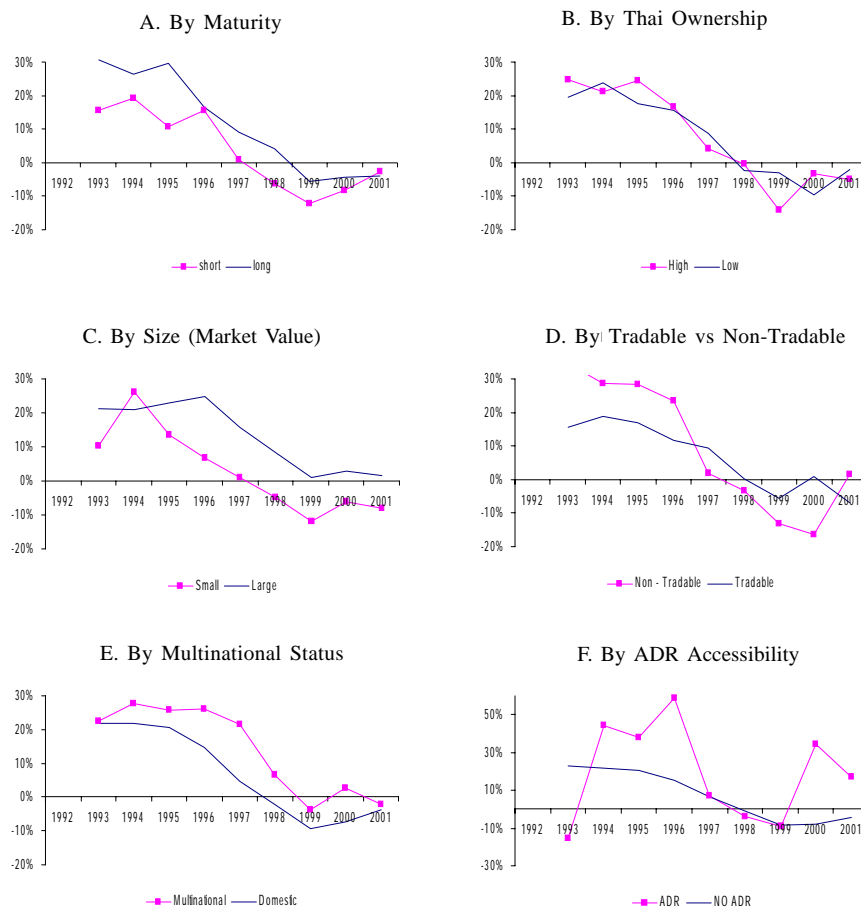 A. By Maturity
30%
20%
10%
0%
-10%
-20%
1992 1993 1994 1995 1996 1997 1998 1999 2000 2001
short long
B. By Thai Ownership
30%
20%
10%
0%
-10%
-20%
1992 1993 1994 1995 1996 1997 1998 1999 2000 2001
High Low
C. By Size (Market Value)
30%
20%
10%
0%
-10%
-20%
1992 1993 1994 1995 1996 1997 1998 1999 2000 2001
Small Large
D. By Tradable vs Non-Tradable
30%
20%
10%
0%
-10%
-20%
1992 1993 1994 1995 1996 1997 1998 1999 2000 2001
Non - Tradable Tradable
E. By Multinational Status
30%
20%
10%
0%
-10%
-20%
1992 1993 1994 1995 1996 1997 1998 1999 2000 2001
Multinational Domestic
F. By ADR Accessibility
50%
30%
10%
-10%
-30%
1992 1993 1994 1995 1996 1997 1998 1999 2000 2001
ADR NO ADR